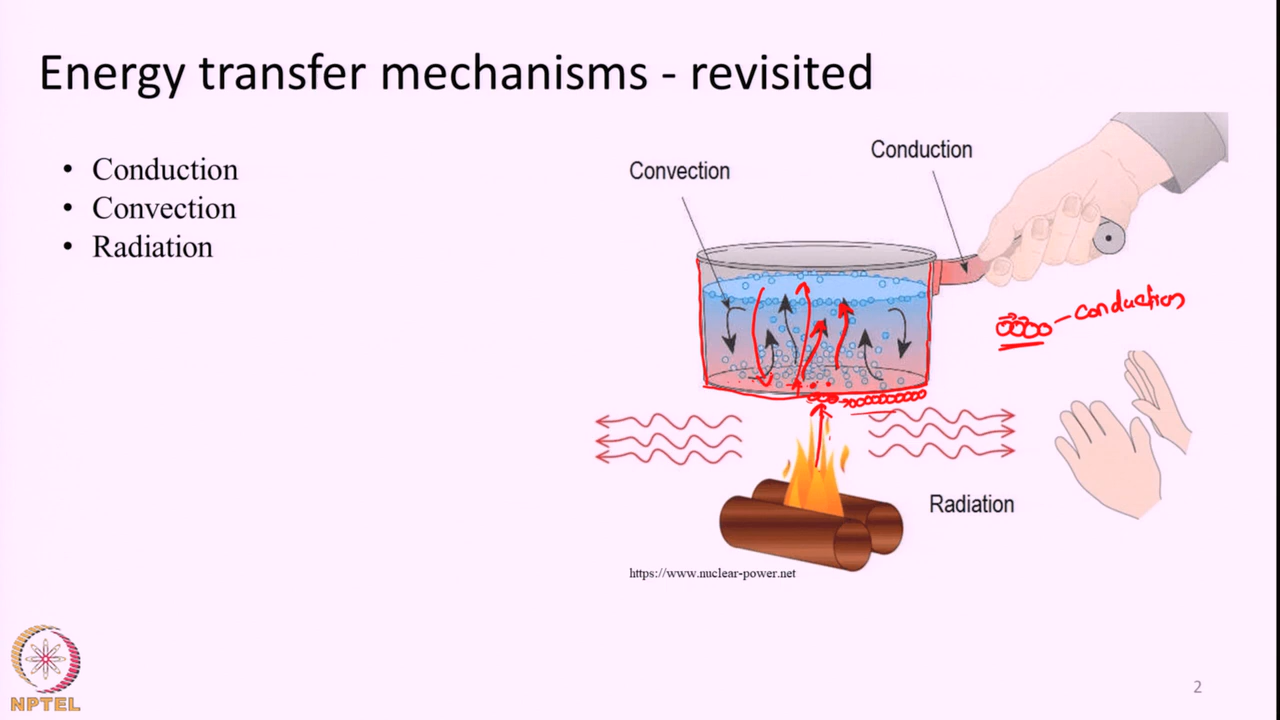 Energy transfer mechanisms - revisited
• Conduction
• Convection
• Radiation
Convection
Conduction
conduction
Radiation
https://www.nuclear-power.net
NPTEL
2